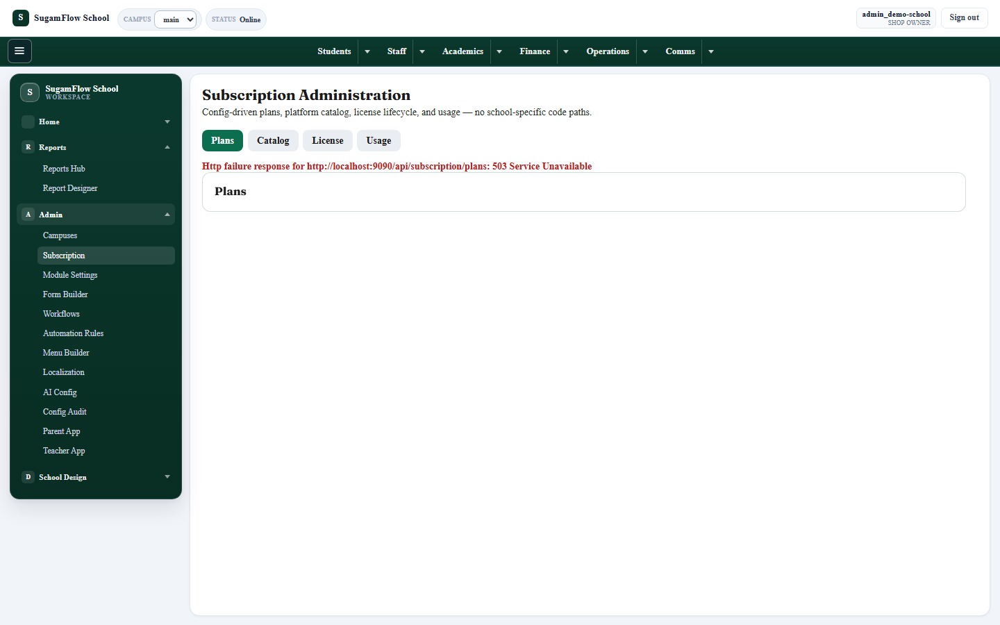 S SugamFlow School CAMPUS main STATUS Online admin_demo-school SHOP OWNER Sign out
Students Staff Academics Finance Operations Comms
S SugamFlow School
WORKSPACE
Home
R Reports
Reports Hub
Report Designer
A Admin
Campuses
Subscription
Module Settings
Form Builder
Workflows
Automation Rules
Menu Builder
Localization
AI Config
Config Audit
Parent App
Teacher App
D School Design
Subscription Administration
Config-driven plans, platform catalog, license lifecycle, and usage — no school-specific code paths.
Plans Catalog License Usage
Http failure response for http://localhost:9090/api/subscription/plans: 503 Service Unavailable
Plans